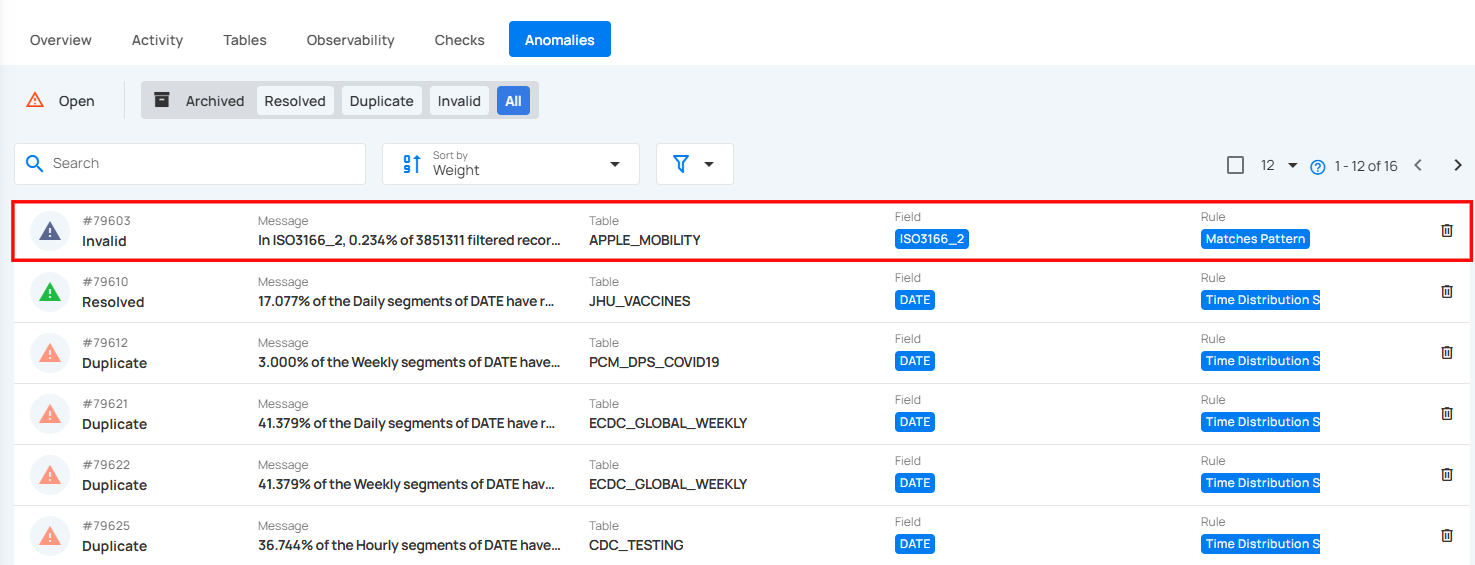 Overview Activity Tables Observability Checks Anomalies
Open Archived Resolved Duplicate Invalid All
Search Sort by Weight 12 1 - 12 of 16
#79603 Message Table Field Rule
Invalid In ISO3166_2, 0.234% of 3851311 filtered recor... APPLE_MOBILITY ISO3166_2 Matches Pattern
#79610 Message Table Field Rule
Resolved 17.077% of the Daily segments of DATE have r... JHU_VACCINES DATE Time Distribution S
#79612 Message Table Field Rule
Duplicate 3.000% of the Weekly segments of DATE have... PCM_DPS_COVID19 DATE Time Distribution S
#79621 Message Table Field Rule
Duplicate 41.379% of the Daily segments of DATE have r... ECDC_GLOBAL_WEEKLY DATE Time Distribution S
#79622 Message Table Field Rule
Duplicate 41.379% of the Weekly segments of DATE hav... ECDC_GLOBAL_WEEKLY DATE Time Distribution S
#79625 Message Table Field Rule
Duplicate 36.744% of the Hourly segments of DATE have... CDC_TESTING DATE Time Distribution S